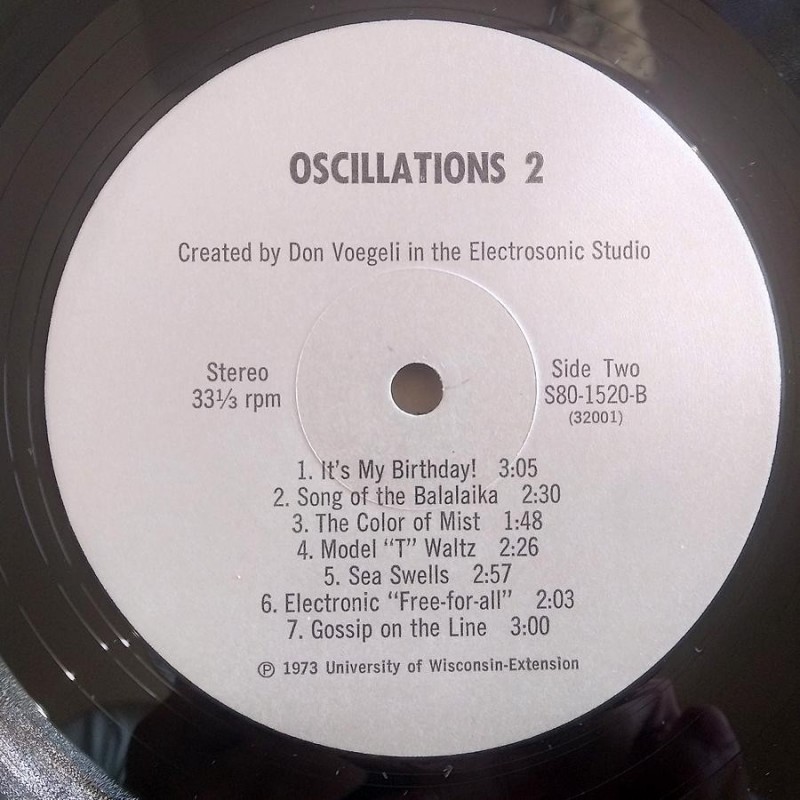 OSCILLATIONS 2
Created by Don Voegeli in the Electrosonic Studio
Stereo
33⅓ rpm
Side Two
S80-1520-B
(32001)
1. It's My Birthday! 3:05
2. Song of the Balalaika 2:30
3. The Color of Mist 1:48
4. Model “T” Waltz 2:26
5. Sea Swells 2:57
6. Electronic “Free-for-all” 2:03
7. Gossip on the Line 3:00
℗ 1973 University of Wisconsin-Extension